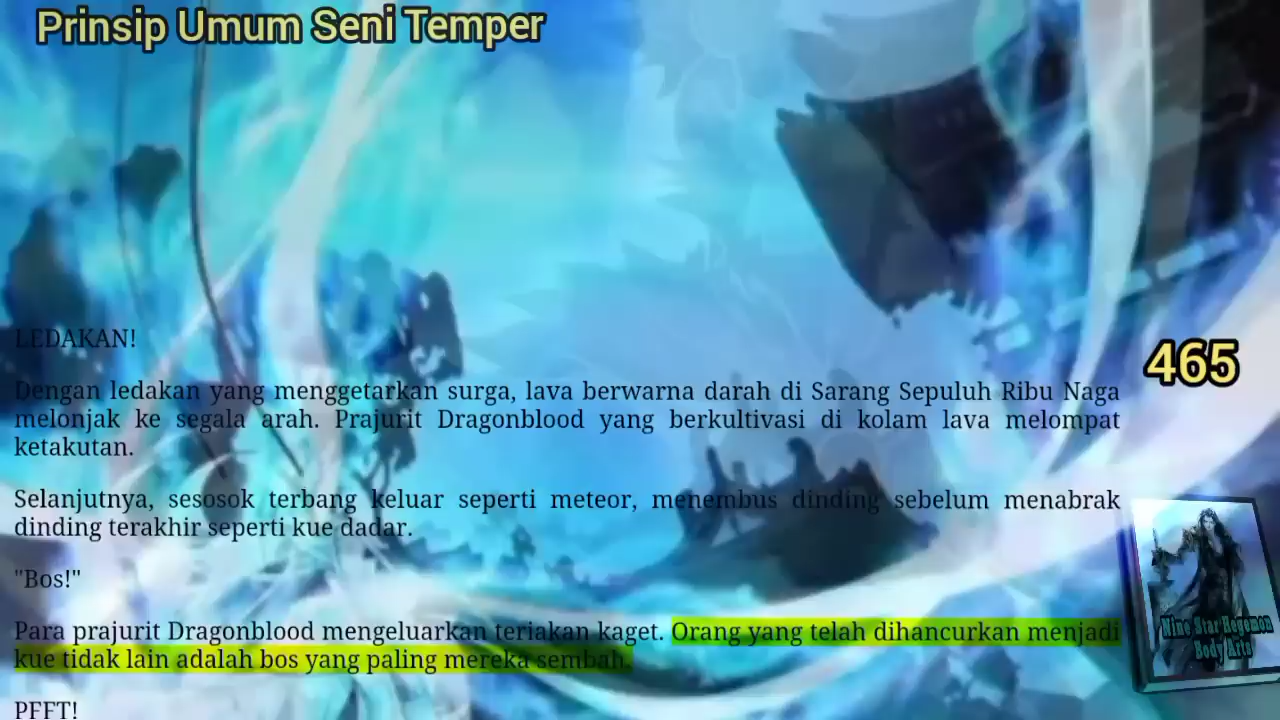 Prinsip Umum Seni Temper
LEDAKAN!
465
Dengan ledakan yang menggetarkan surga, lava berwarna darah di Sarang Sepuluh Ribu Naga
melonjak ke segala arah. Prajurit Dragonblood yang berkultivasi di kolam lava melompat
ketakutan.
Selanjutnya, sesosok terbang keluar seperti meteor, menembus dinding sebelum menabrak
dinding terakhir seperti kue dadar.
"Bos!"
Para prajurit Dragonblood mengeluarkan teriakan kaget. Orang yang telah dihancurkan menjadi
kue tidak lain adalah bos yang paling mereka sembah.
Nine Star Hegemon
Body Arts
PFFT!